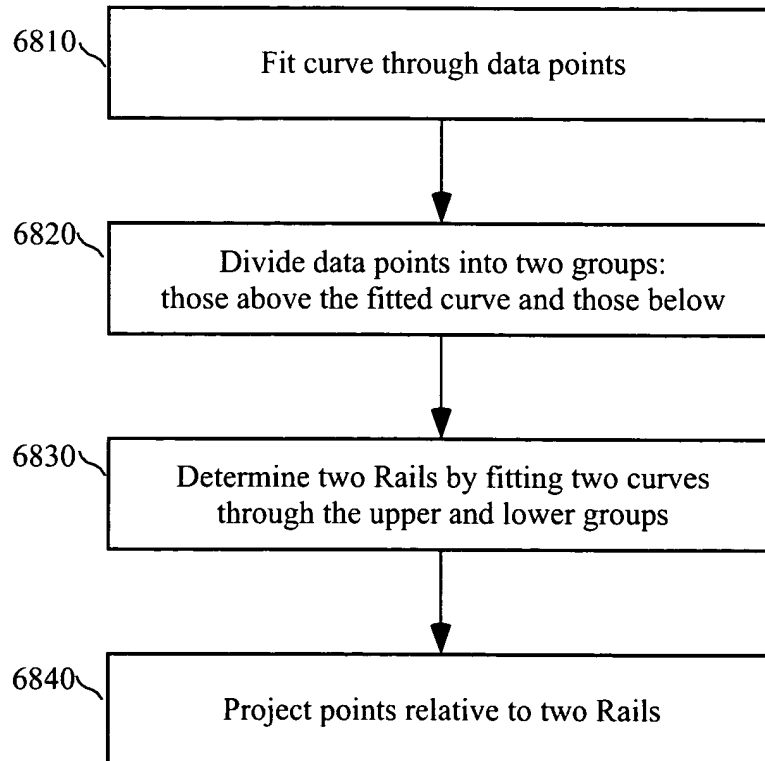 6810
Fit curve through data points
6820
Divide data points into two groups:
those above the fitted curve and those below
6830
Determine two Rails by fitting two curves
through the upper and lower groups
6840
Project points relative to two Rails